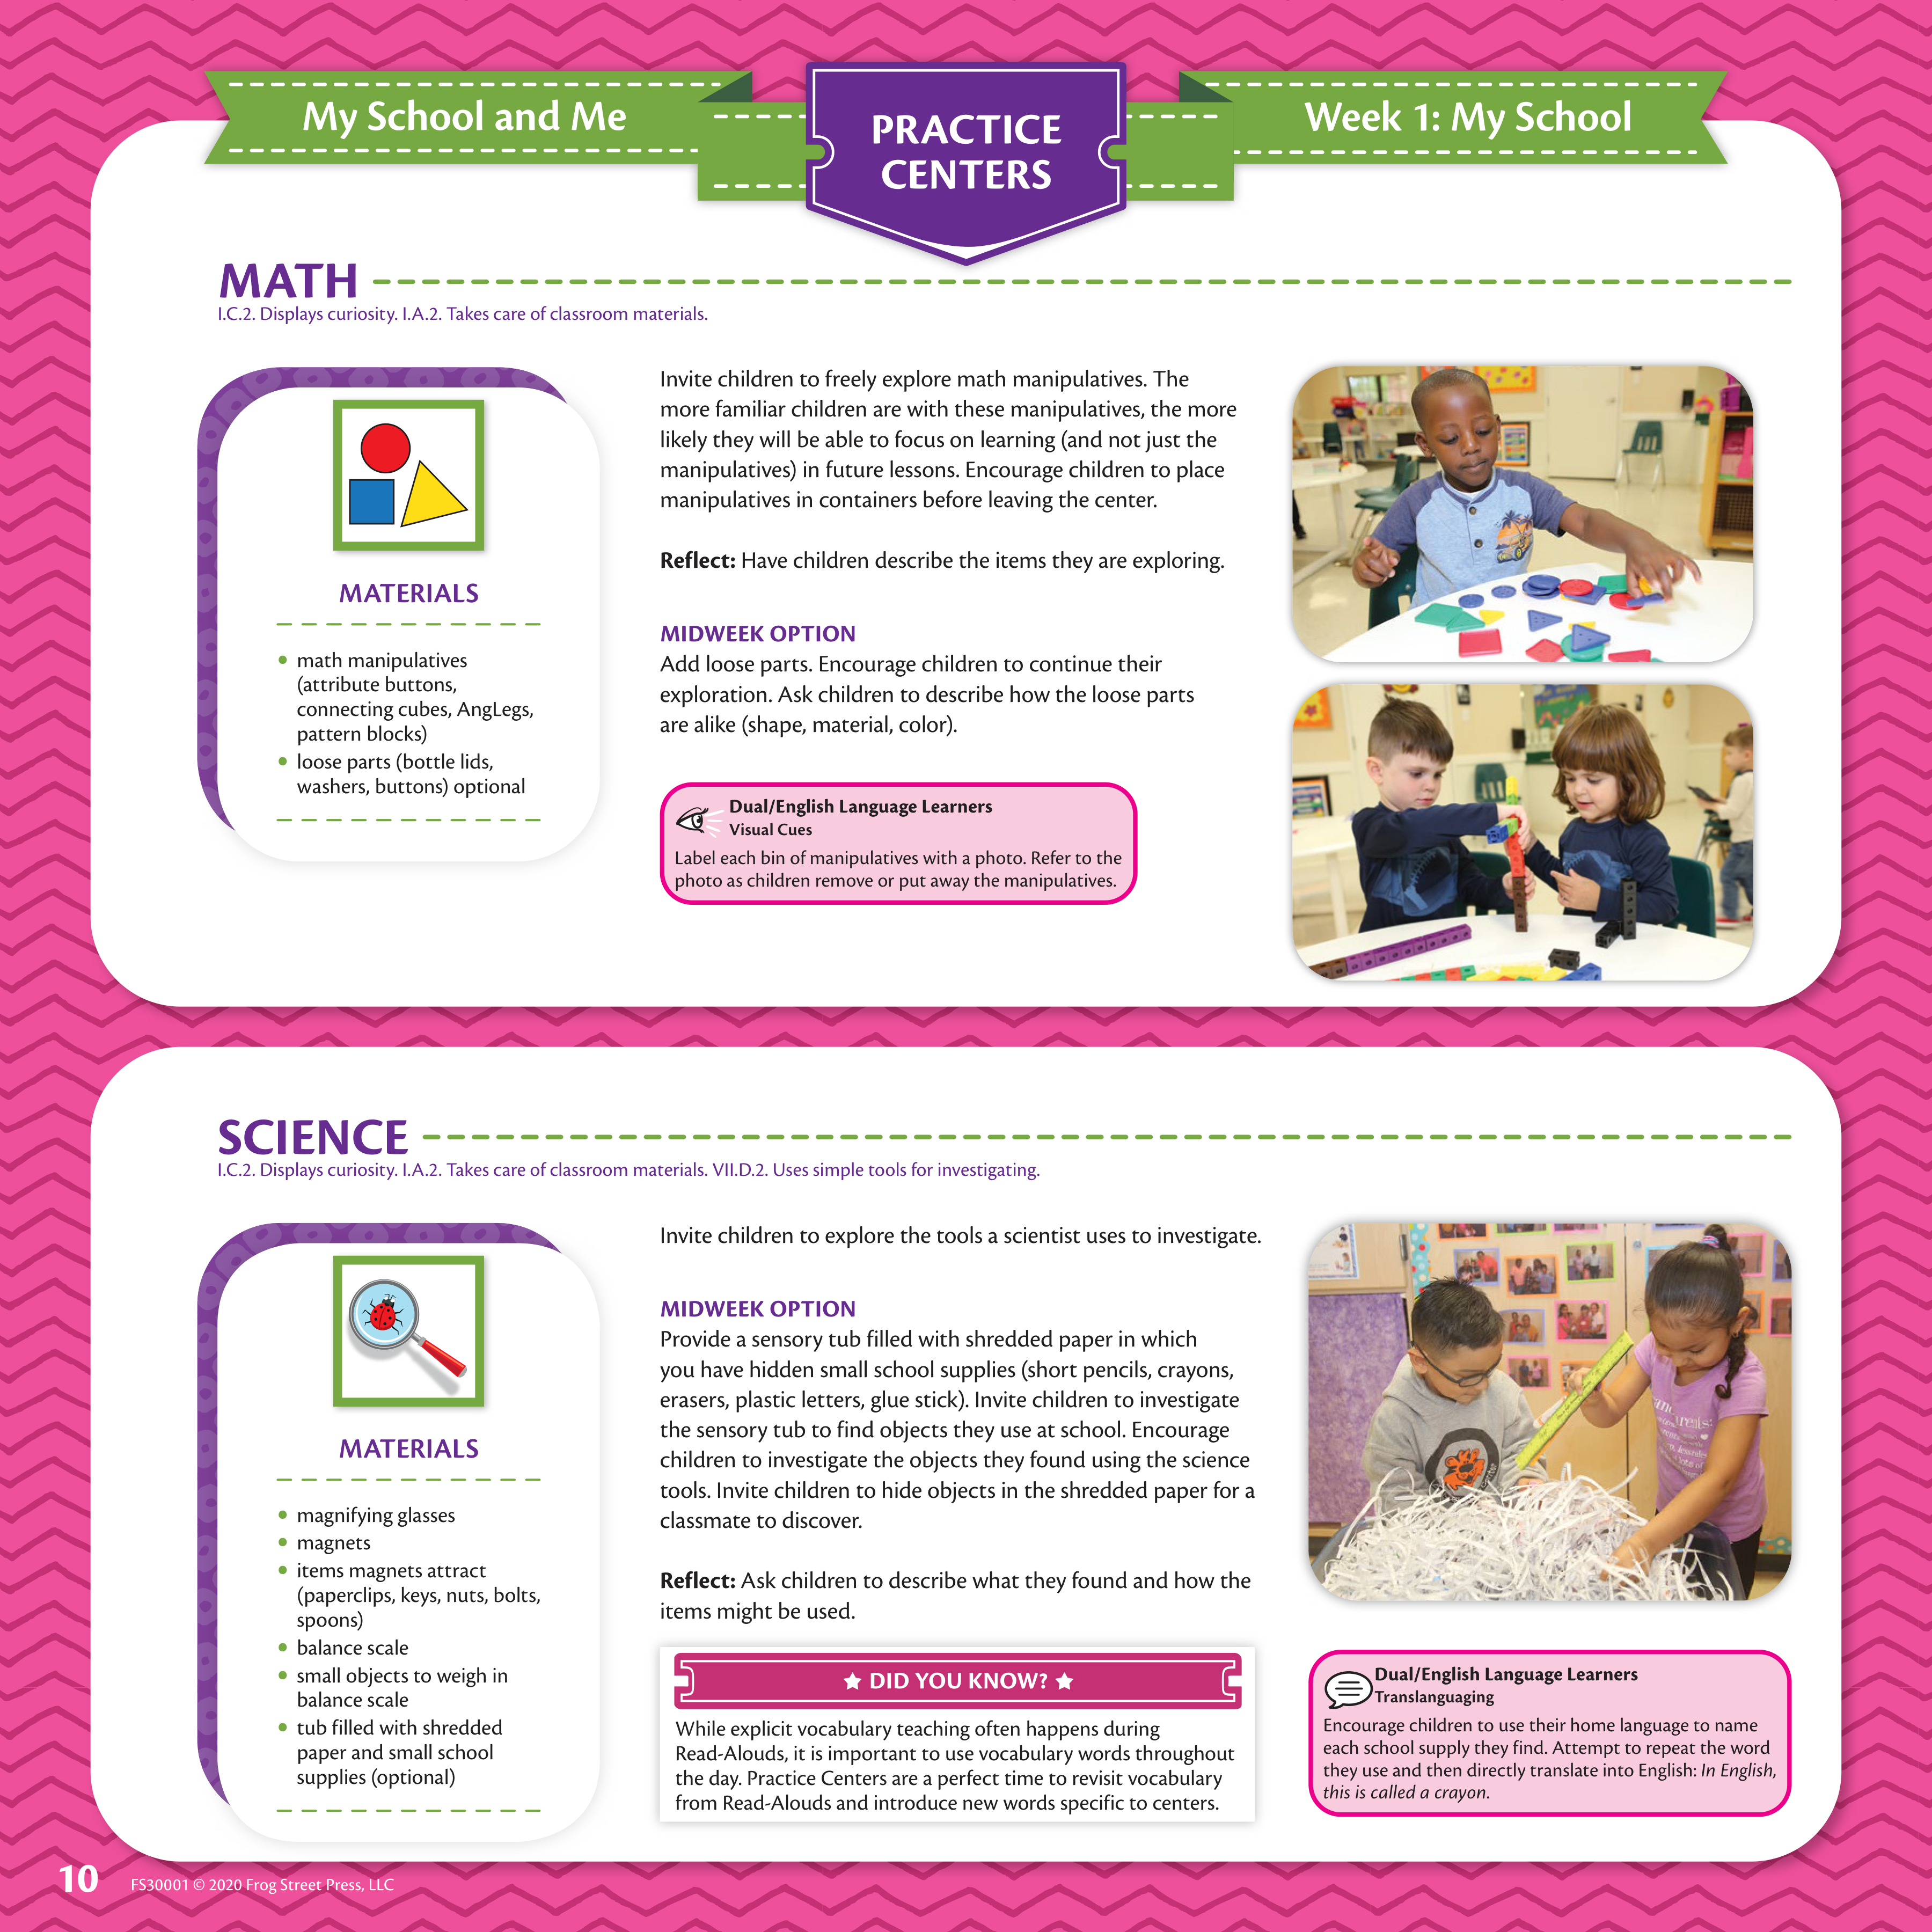 My School and Me
PRACTICE
CENTERS
Week 1: My School
MATH
I.C.2. Displays curiosity. I.A.2. Takes care of classroom materials.
MATERIALS
• math manipulatives
(attribute buttons,
connecting cubes, AngLegs,
pattern blocks)
• loose parts (bottle lids,
washers, buttons) optional
Invite children to freely explore math manipulatives. The
more familiar children are with these manipulatives, the more
likely they will be able to focus on learning (and not just the
manipulatives) in future lessons. Encourage children to place
manipulatives in containers before leaving the center.
Reflect: Have children describe the items they are exploring.
MIDWEEK OPTION
Add loose parts. Encourage children to continue their
exploration. Ask children to describe how the loose parts
are alike (shape, material, color).
Dual/English Language Learners
Visual Cues
Label each bin of manipulatives with a photo. Refer to the
photo as children remove or put away the manipulatives.
SCIENCE
I.C.2. Displays curiosity. I.A.2. Takes care of classroom materials. VII.D.2. Uses simple tools for investigating.
MATERIALS
• magnifying glasses
• magnets
• items magnets attract
(paperclips, keys, nuts, bolts,
spoons)
• balance scale
• small objects to weigh in
balance scale
• tub filled with shredded
paper and small school
supplies (optional)
Invite children to explore the tools a scientist uses to investigate.
MIDWEEK OPTION
Provide a sensory tub filled with shredded paper in which
you have hidden small school supplies (short pencils, crayons,
erasers, plastic letters, glue stick). Invite children to investigate
the sensory tub to find objects they use at school. Encourage
children to investigate the objects they found using the science
tools. Invite children to hide objects in the shredded paper for a
classmate to discover.
Reflect: Ask children to describe what they found and how the
items might be used.
★ DID YOU KNOW? ★
While explicit vocabulary teaching often happens during
Read-Alouds, it is important to use vocabulary words throughout
the day. Practice Centers are a perfect time to revisit vocabulary
from Read-Alouds and introduce new words specific to centers.
Dual/English Language Learners
Translanguaging
Encourage children to use their home language to name
each school supply they find. Attempt to repeat the word
they use and then directly translate into English: In English,
this is called a crayon.
10
FS30001 © 2020 Frog Street Press, LLC